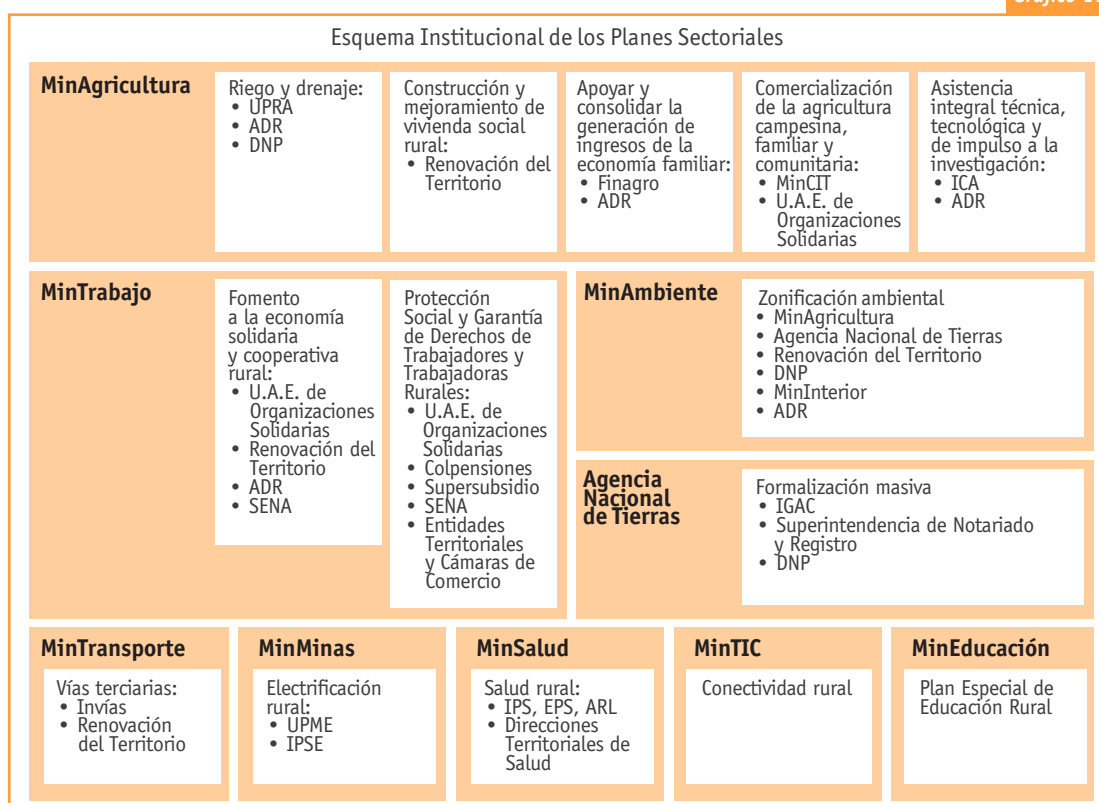 Esquema Institucional de los Planes Sectoriales
MinAgricultura
Riego y drenaje:
• UPRA
• ADR
• DNP
Construcción y
mejoramiento de
vivienda social
rural:
• Renovación del
Territorio
Apoyar y
consolidar la
generación de
ingresos de la
economía familiar:
• Finagro
• ADR
Comercialización
de la agricultura
campesina,
familiar y
comunitaria:
• MinCIT
• U.A.E. de
Organizaciones
Solidarias
Asistencia
integral técnica,
tecnológica y
de impulso a la
investigación:
• ICA
• ADR
MinTrabajo
Fomento
a la economía
solidaria
y cooperativa
rural:
• U.A.E. de
Organizaciones
Solidarias
• Renovación del
Territorio
• ADR
• SENA
Protección
Social y Garantía
de Derechos de
Trabajadores y
Trabajadoras
Rurales:
• U.A.E. de
Organizaciones
Solidarias
• Colpensiones
• Supersubsidio
• SENA
• Entidades
Territoriales
y Cámaras de
Comercio
MinAmbiente
Zonificación ambiental
• MinAgricultura
• Agencia Nacional de Tierras
• Renovación del Territorio
• DNP
• MinInterior
• ADR
Agencia
Nacional
de Tierras
Formalización masiva
• IGAC
• Superintendencia de Notariado
y Registro
• DNP
MinTransporte
Vías terciarias:
• Invías
• Renovación
del Territorio
MinMinas
Electrificación
rural:
• UPME
• IPSE
MinSalud
Salud rural:
• IPS, EPS, ARL
• Direcciones
Territoriales de
Salud
MinTIC
Conectividad rural
MinEducación
Plan Especial de
Educación Rural